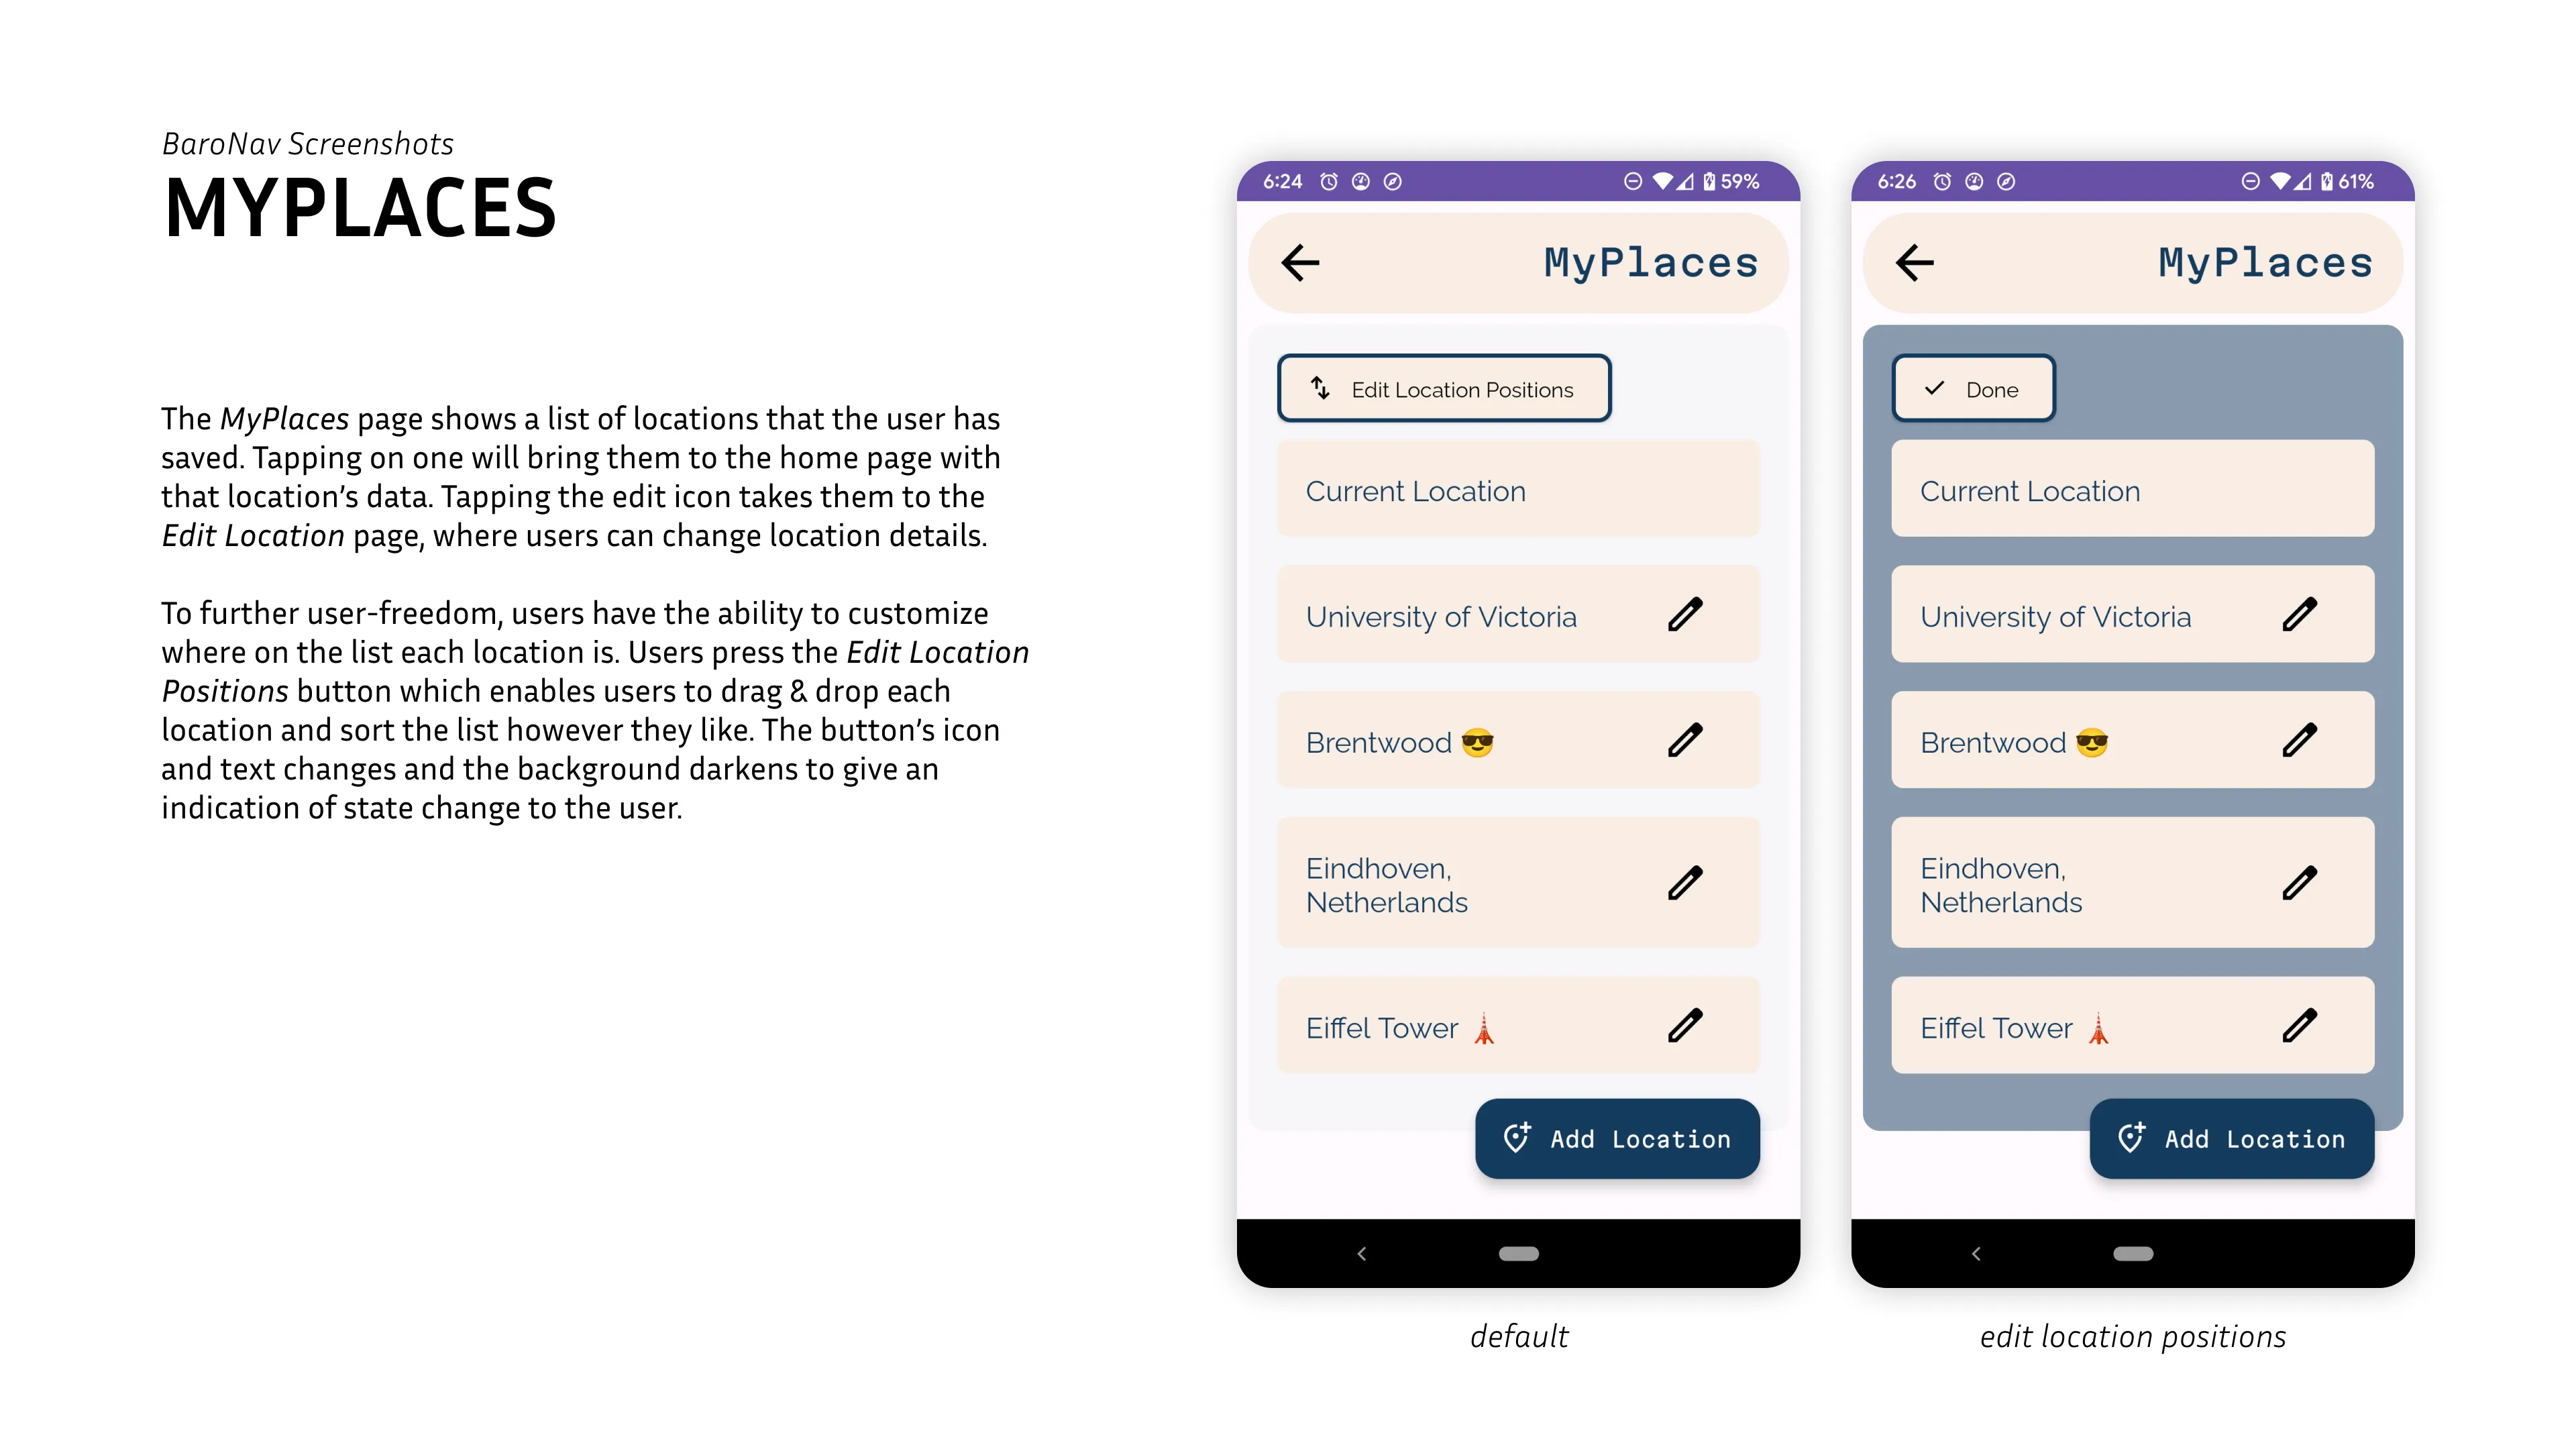 BaroNav Screenshots
MYPLACES
The MyPlaces page shows a list of locations that the user has
saved. Tapping on one will bring them to the home page with
that location’s data. Tapping the edit icon takes them to the
Edit Location page, where users can change location details.
To further user-freedom, users have the ability to customize
where on the list each location is. Users press the Edit Location
Positions button which enables users to drag & drop each
location and sort the list however they like. The button’s icon
and text changes and the background darkens to give an
indication of state change to the user.
6:24 59%
MyPlaces
Edit Location Positions
Current Location
University of Victoria
Brentwood 😎
Eindhoven,
Netherlands
Eiffel Tower 🗼
Add Location
default
6:26 61%
MyPlaces
Done
Current Location
University of Victoria
Brentwood 😎
Eindhoven,
Netherlands
Eiffel Tower 🗼
Add Location
edit location positions